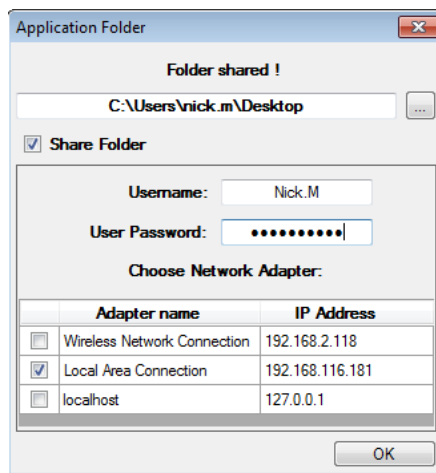 Application Folder
Folder shared !
C:\Users\nick.m\Desktop
...
Share Folder
Username: Nick.M
User Password: ●●●●●●●●●●
Choose Network Adapter:
Adapter name IP Address
Wireless Network Connection 192.168.2.118
Local Area Connection 192.168.116.181
localhost 127.0.0.1
OK